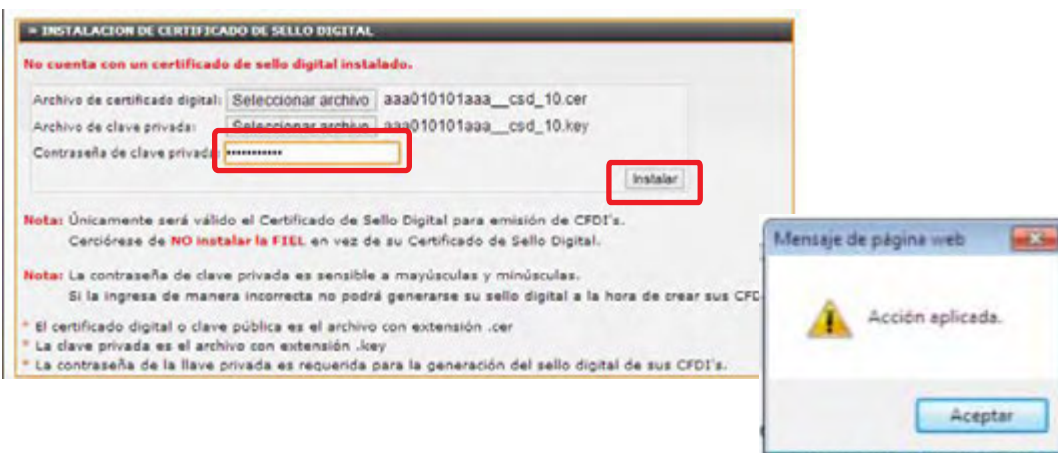 » INSTALACION DE CERTIFICADO DE SELLO DIGITAL
No cuenta con un certificado de sello digital instalado.
Archivo de certificado digital: Seleccionar archivo aaa010101aaa__csd_10.cer
Archivo de clave privada: Seleccionar archivo aaa010101aaa__csd_10.key
Contraseña de clave privada: •••••••••••
Instalar
Nota: Únicamente será válido el Certificado de Sello Digital para emisión de CFDI's.
Cerciórese de NO instalar la FIEL en vez de su Certificado de Sello Digital.
Nota: La contraseña de clave privada es sensible a mayúsculas y minúsculas.
Si la ingresa de manera incorrecta no podrá generarse su sello digital a la hora de crear sus CFD
* El certificado digital o clave pública es el archivo con extensión .cer
* La clave privada es el archivo con extensión .key
* La contraseña de la llave privada es requerida para la generación del sello digital de sus CFDI's.
Mensaje de página web
Acción aplicada.
Aceptar